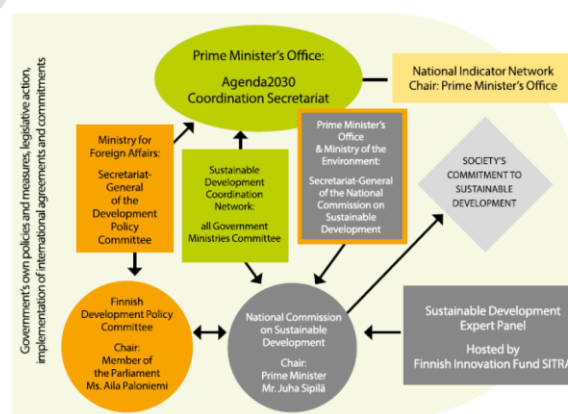 Government's own policies and measures, legislative action,
implementation of international agreements and commitments
Prime Minister's Office:
Agenda2030
Coordination Secretariat
National Indicator Network
Chair: Prime Minister's Office
Ministry for
Foreign Affairs:
Secretariat-
General
of the
Development
Policy
Committee
Sustainable
Development
Coordination
Network:
all Government
Ministries Committee
Prime Minister's
Office
& Ministry of the
Environment:
Secretariat-General
of the National
Commission on
Sustainable
Development
SOCIETY'S
COMMITMENT TO
SUSTAINABLE
DEVELOPMENT
Finnish
Development Policy
Committee
Chair:
Member of
the Parliament
Ms. Aila Paloniemi
National Commission
on Sustainable
Development
Chair:
Prime Minister
Mr. Juha Sipilä
Sustainable Development
Expert Panel
Hosted by
Finnish Innovation Fund SITRA